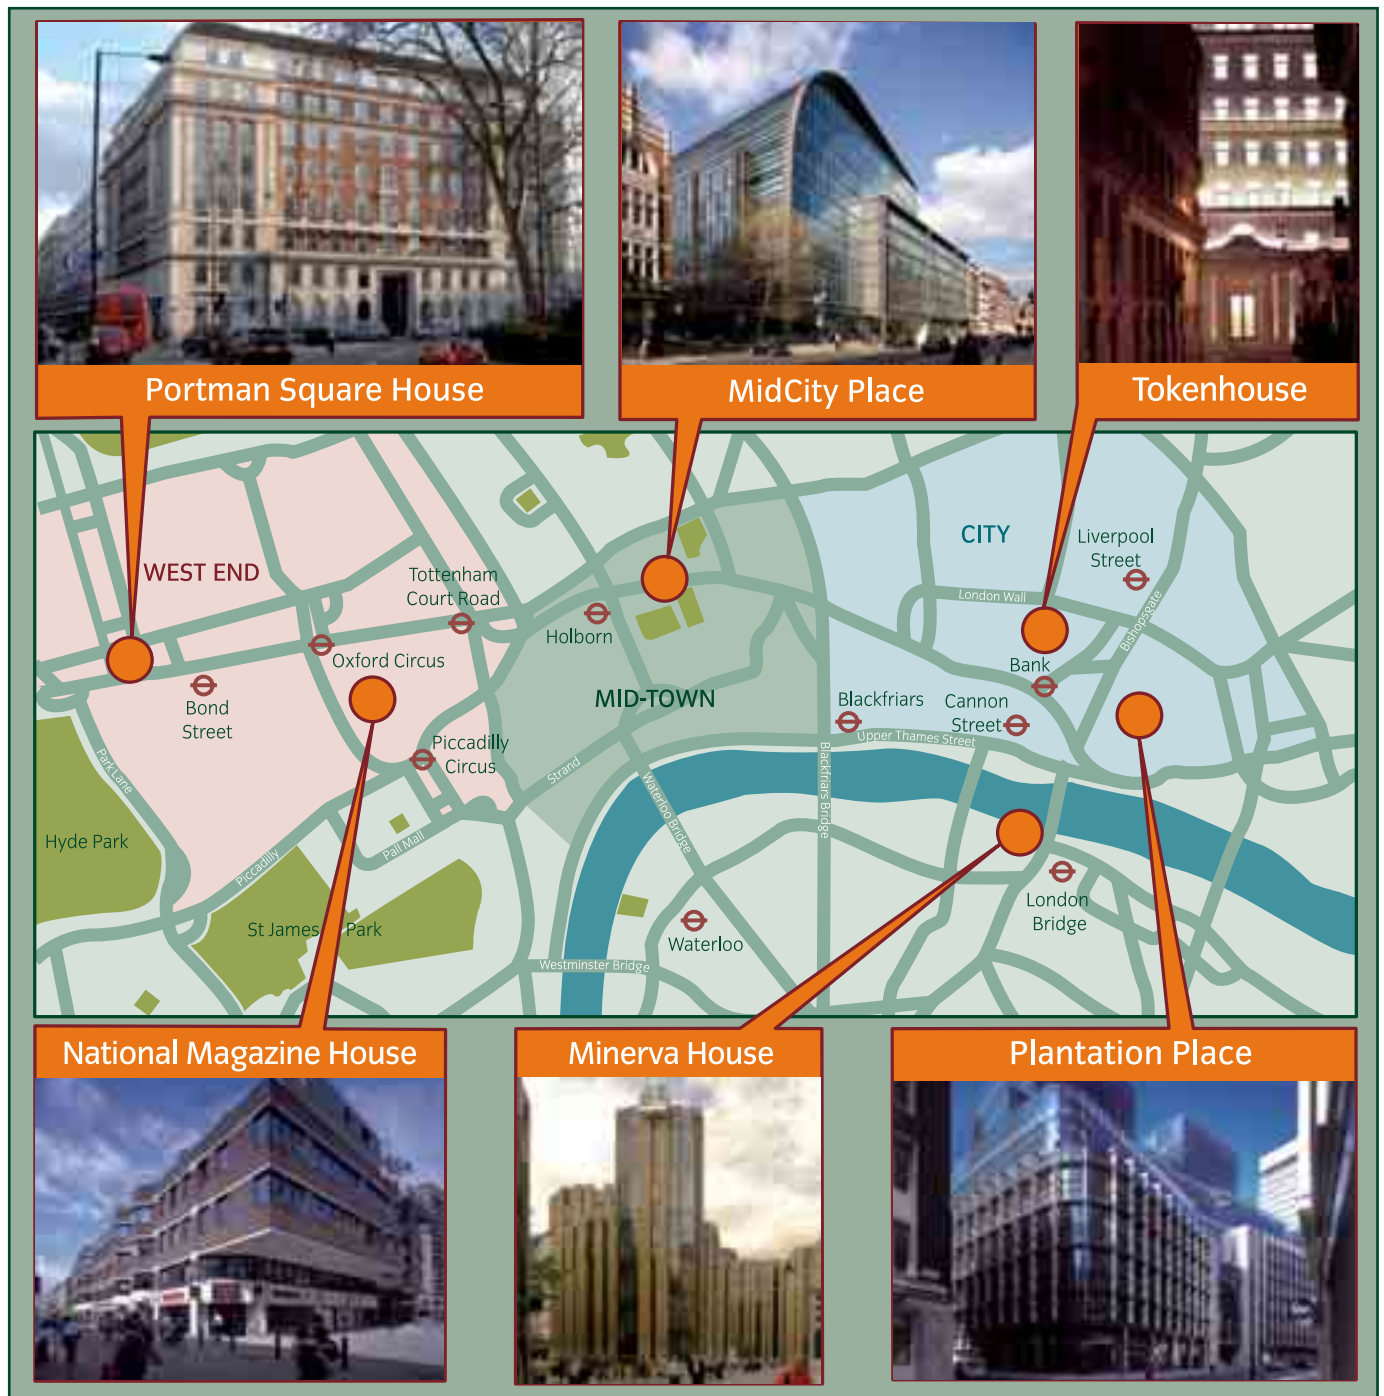 Portman Square House
MidCity Place
Tokenhouse
WEST END
CITY
MID-TOWN
Liverpool
Street
Tottenham
Court Road
London Wall
Bishopsgate
Holborn
Oxford Circus
Bank
Bond
Street
Blackfriars
Cannon
Street
Piccadilly
Circus
Upper Thames Street
Park Lane
Strand
Waterloo Bridge
Blackfriars Bridge
Hyde Park
Pall Mall
Piccadilly
London
Bridge
St James Park
Waterloo
Westminster Bridge
National Magazine House
Minerva House
Plantation Place